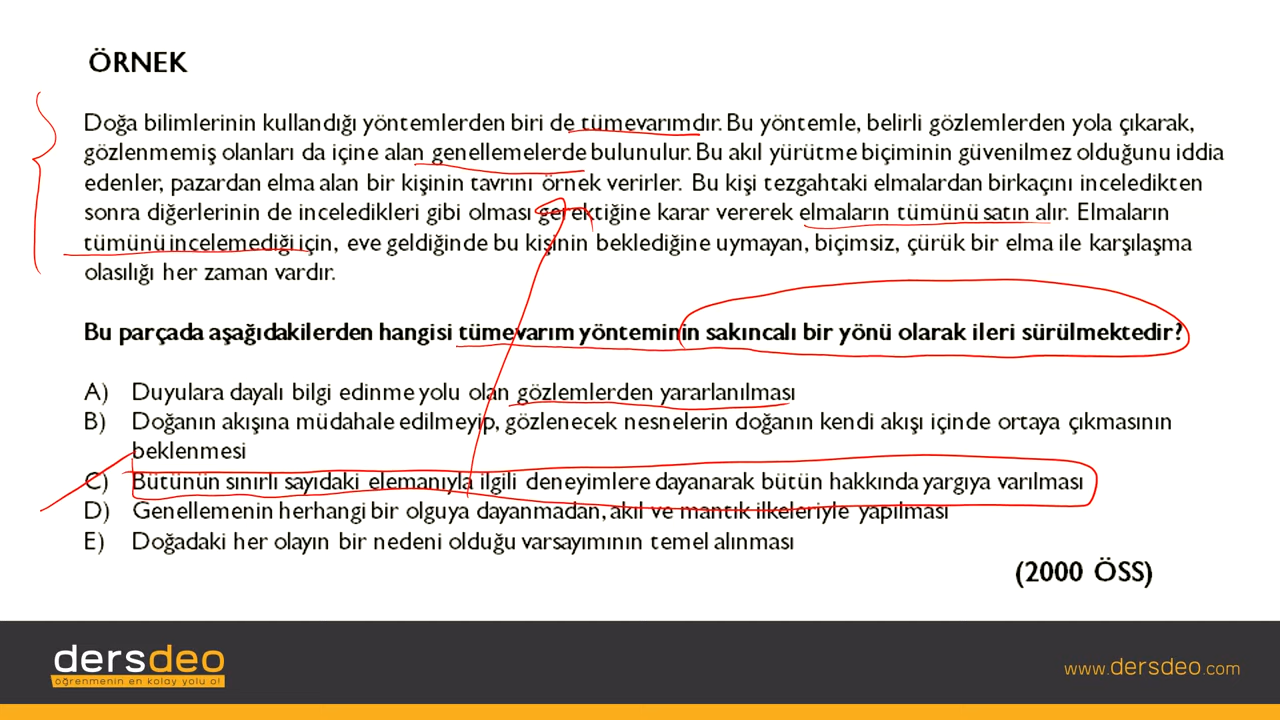 ÖRNEK
Doğa bilimlerinin kullandığı yöntemlerden biri de tümevarımdır. Bu yöntemle, belirli gözlemlerden yola çıkarak,
gözlenmemiş olanları da içine alan genellemelerde bulunulur. Bu akıl yürütme biçiminin güvenilmez olduğunu iddia
edenler, pazardan elma alan bir kişinin tavrını örnek verirler. Bu kişi tezgahtaki elmalardan birkaçını inceledikten
sonra diğerlerinin de inceledikleri gibi olması gerektiğine karar vererek elmaların tümünü satın alır. Elmaların
tümünü incelemediği için, eve geldiğinde bu kişinin beklediğine uymayan, biçimsiz, çürük bir elma ile karşılaşma
olasılığı her zaman vardır.
Bu parçada aşağıdakilerden hangisi tümevarım yönteminin sakıncalı bir yönü olarak ileri sürülmektedir?
A) Duyulara dayalı bilgi edinme yolu olan gözlemlerden yararlanılması
B) Doğanın akışına müdahale edilmeyip, gözlenecek nesnelerin doğanın kendi akışı içinde ortaya çıkmasının
beklenmesi
C) Bütünün sınırlı sayıdaki elemanıyla ilgili deneyimlere dayanarak bütün hakkında yargıya varılması
D) Genellemenin herhangi bir olguya dayanmadan, akıl ve mantık ilkeleriyle yapılması
E) Doğadaki her olayın bir nedeni olduğu varsayımının temel alınması
(2000 ÖSS)
dersdeo
öğrenmenin en kolay yolu o!
www.dersdeo.com